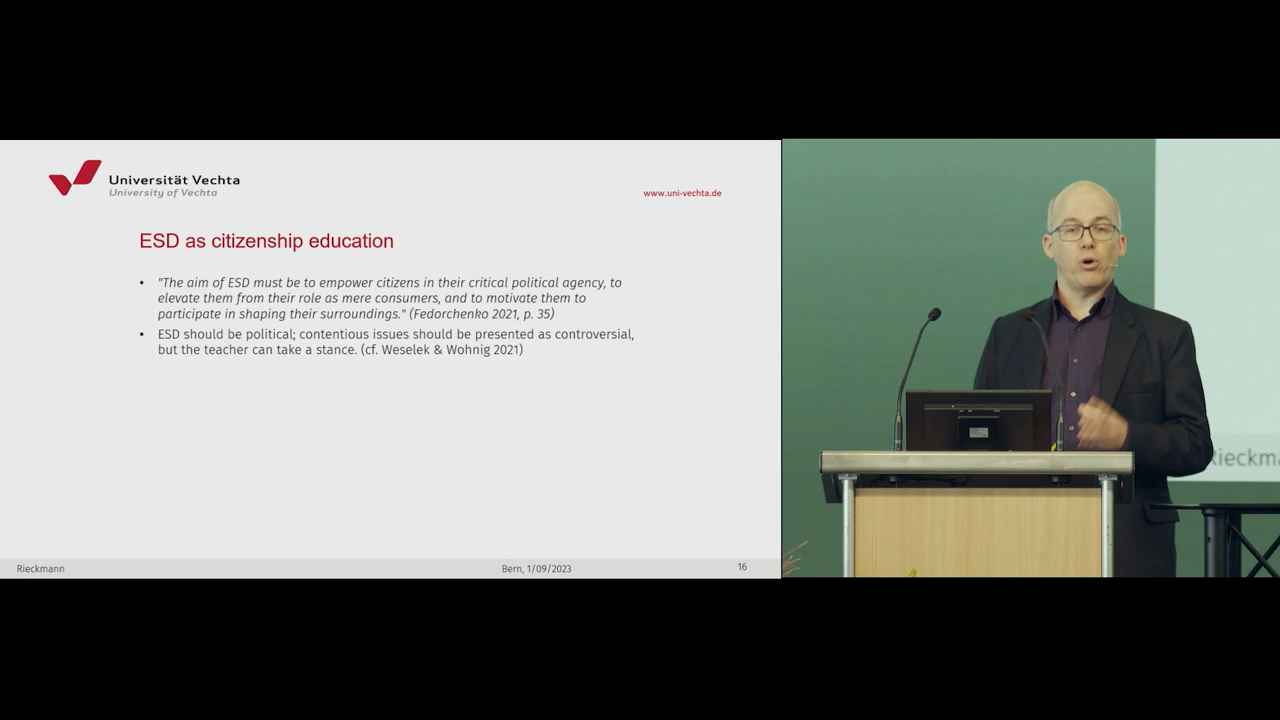 Universität Vechta
University of Vechta
www.uni-vechta.de
ESD as citizenship education
• "The aim of ESD must be to empower citizens in their critical political agency, to
elevate them from their role as mere consumers, and to motivate them to
participate in shaping their surroundings." (Fedorchenko 2021, p. 35)
• ESD should be political; contentious issues should be presented as controversial,
but the teacher can take a stance. (cf. Weselek & Wohnig 2021)
Rieckmann
Bern, 1/09/2023
16
Rieckma